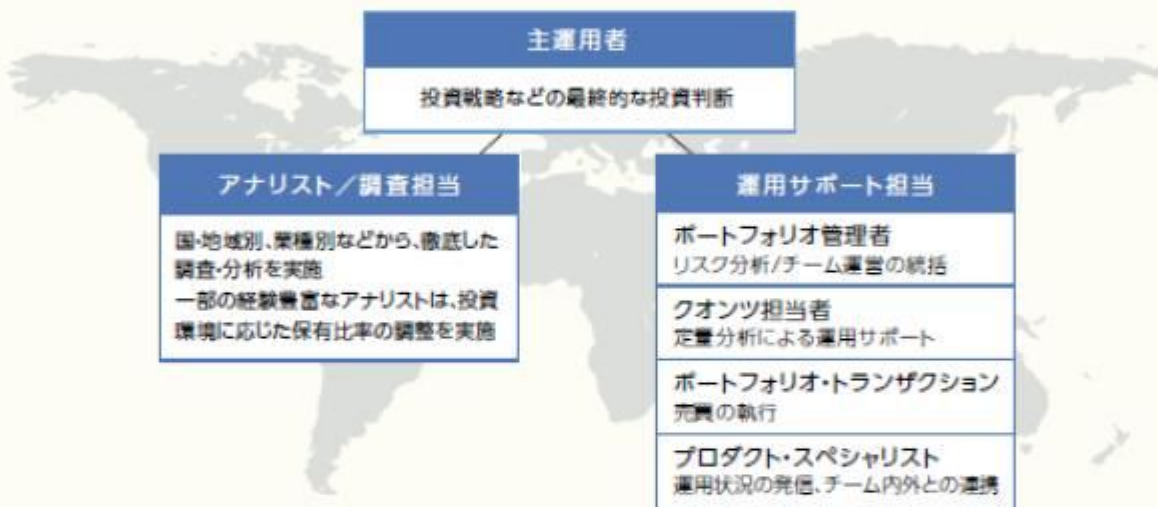 主運用者
投資戦略などの最終的な投資判断
アナリスト／調査担当
国・地域別、業種別などから、徹底した
調査・分析を実施
一部の経験豊富なアナリストは、投資
環境に応じた保有比率の調整を実施
運用サポート担当
ポートフォリオ管理者
リスク分析/チーム運営の統括
クオンツ担当者
定量分析による運用サポート
ポートフォリオ・トランザクション
売買の執行
プロダクト・スペシャリスト
運用状況の発信、チーム内外との連携